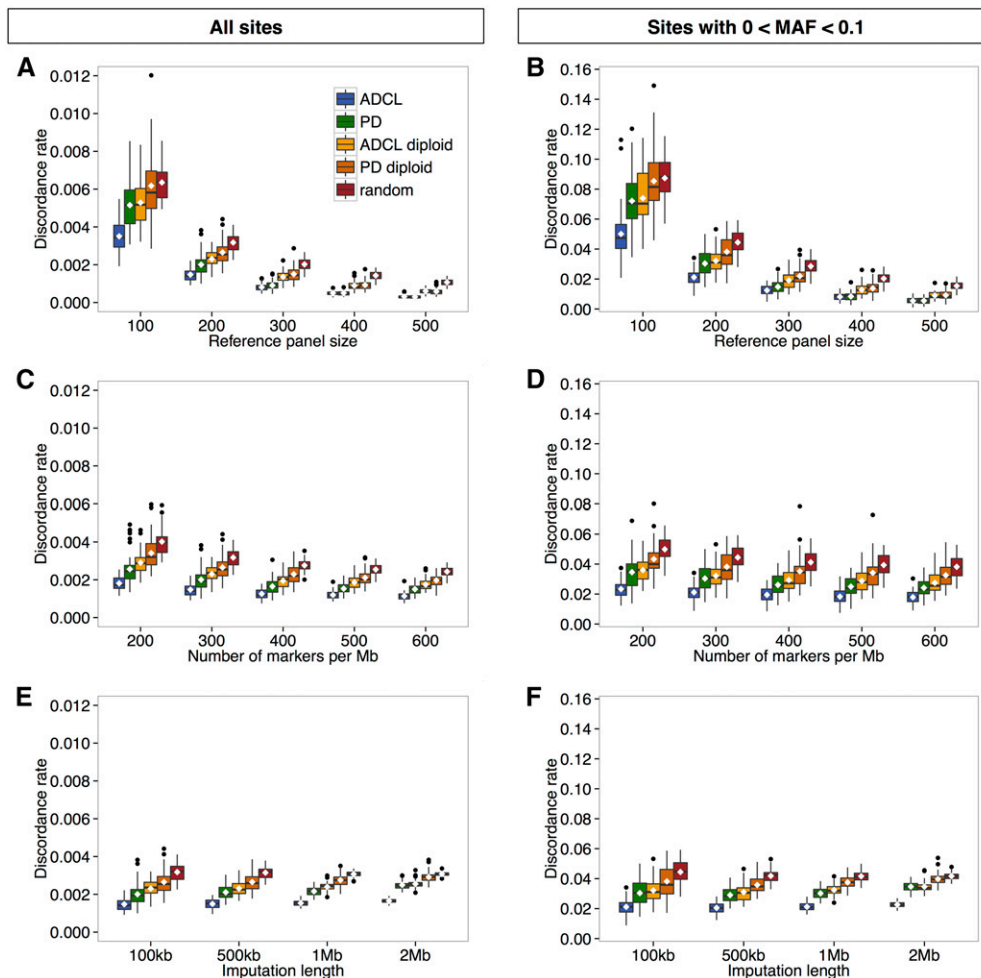 All sites
Sites with 0 < MAF < 0.1
A
0.012
0.010
0.008
0.006
0.004
0.002
0.000
Discordance rate
100 200 300 400 500
Reference panel size
ADCL
PD
ADCL diploid
PD diploid
random
B
0.16
0.14
0.12
0.10
0.08
0.06
0.04
0.02
0.00
Discordance rate
100 200 300 400 500
Reference panel size
C
0.012
0.010
0.008
0.006
0.004
0.002
0.000
Discordance rate
200 300 400 500 600
Number of markers per Mb
D
0.16
0.14
0.12
0.10
0.08
0.06
0.04
0.02
0.00
Discordance rate
200 300 400 500 600
Number of markers per Mb
E
0.012
0.010
0.008
0.006
0.004
0.002
0.000
Discordance rate
100kb 500kb 1Mb 2Mb
Imputation length
F
0.16
0.14
0.12
0.10
0.08
0.06
0.04
0.02
0.00
Discordance rate
100kb 500kb 1Mb 2Mb
Imputation length